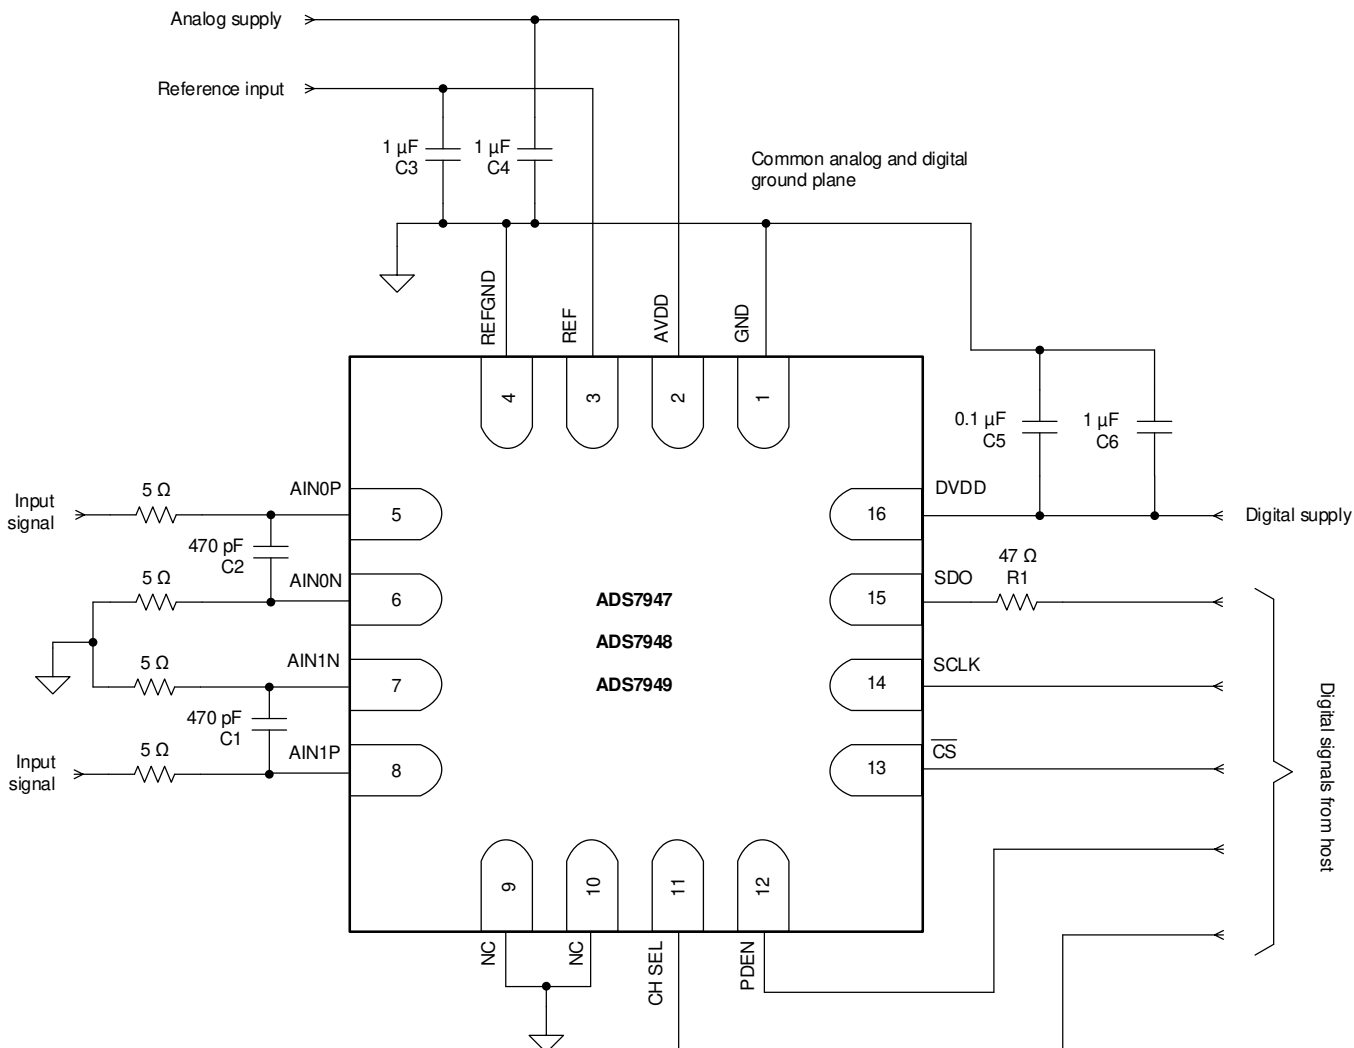 Analog supply
Reference input
1 µF
C3
1 µF
C4
Common analog and digital
ground plane
REFGND
REF
AVDD
GND
4
3
2
1
0.1 µF
C5
1 µF
C6
Input
signal
5 Ω
AIN0P
5
DVDD
16
Digital supply
470 pF
C2
5 Ω
AIN0N
6
ADS7947
ADS7948
ADS7949
SDO
15
47 Ω
R1
5 Ω
AIN1N
7
SCLK
14
470 pF
C1
Input
signal
5 Ω
AIN1P
8
CS
13
Digital signals from host
9
10
11
12
NC
NC
CH SEL
PDEN